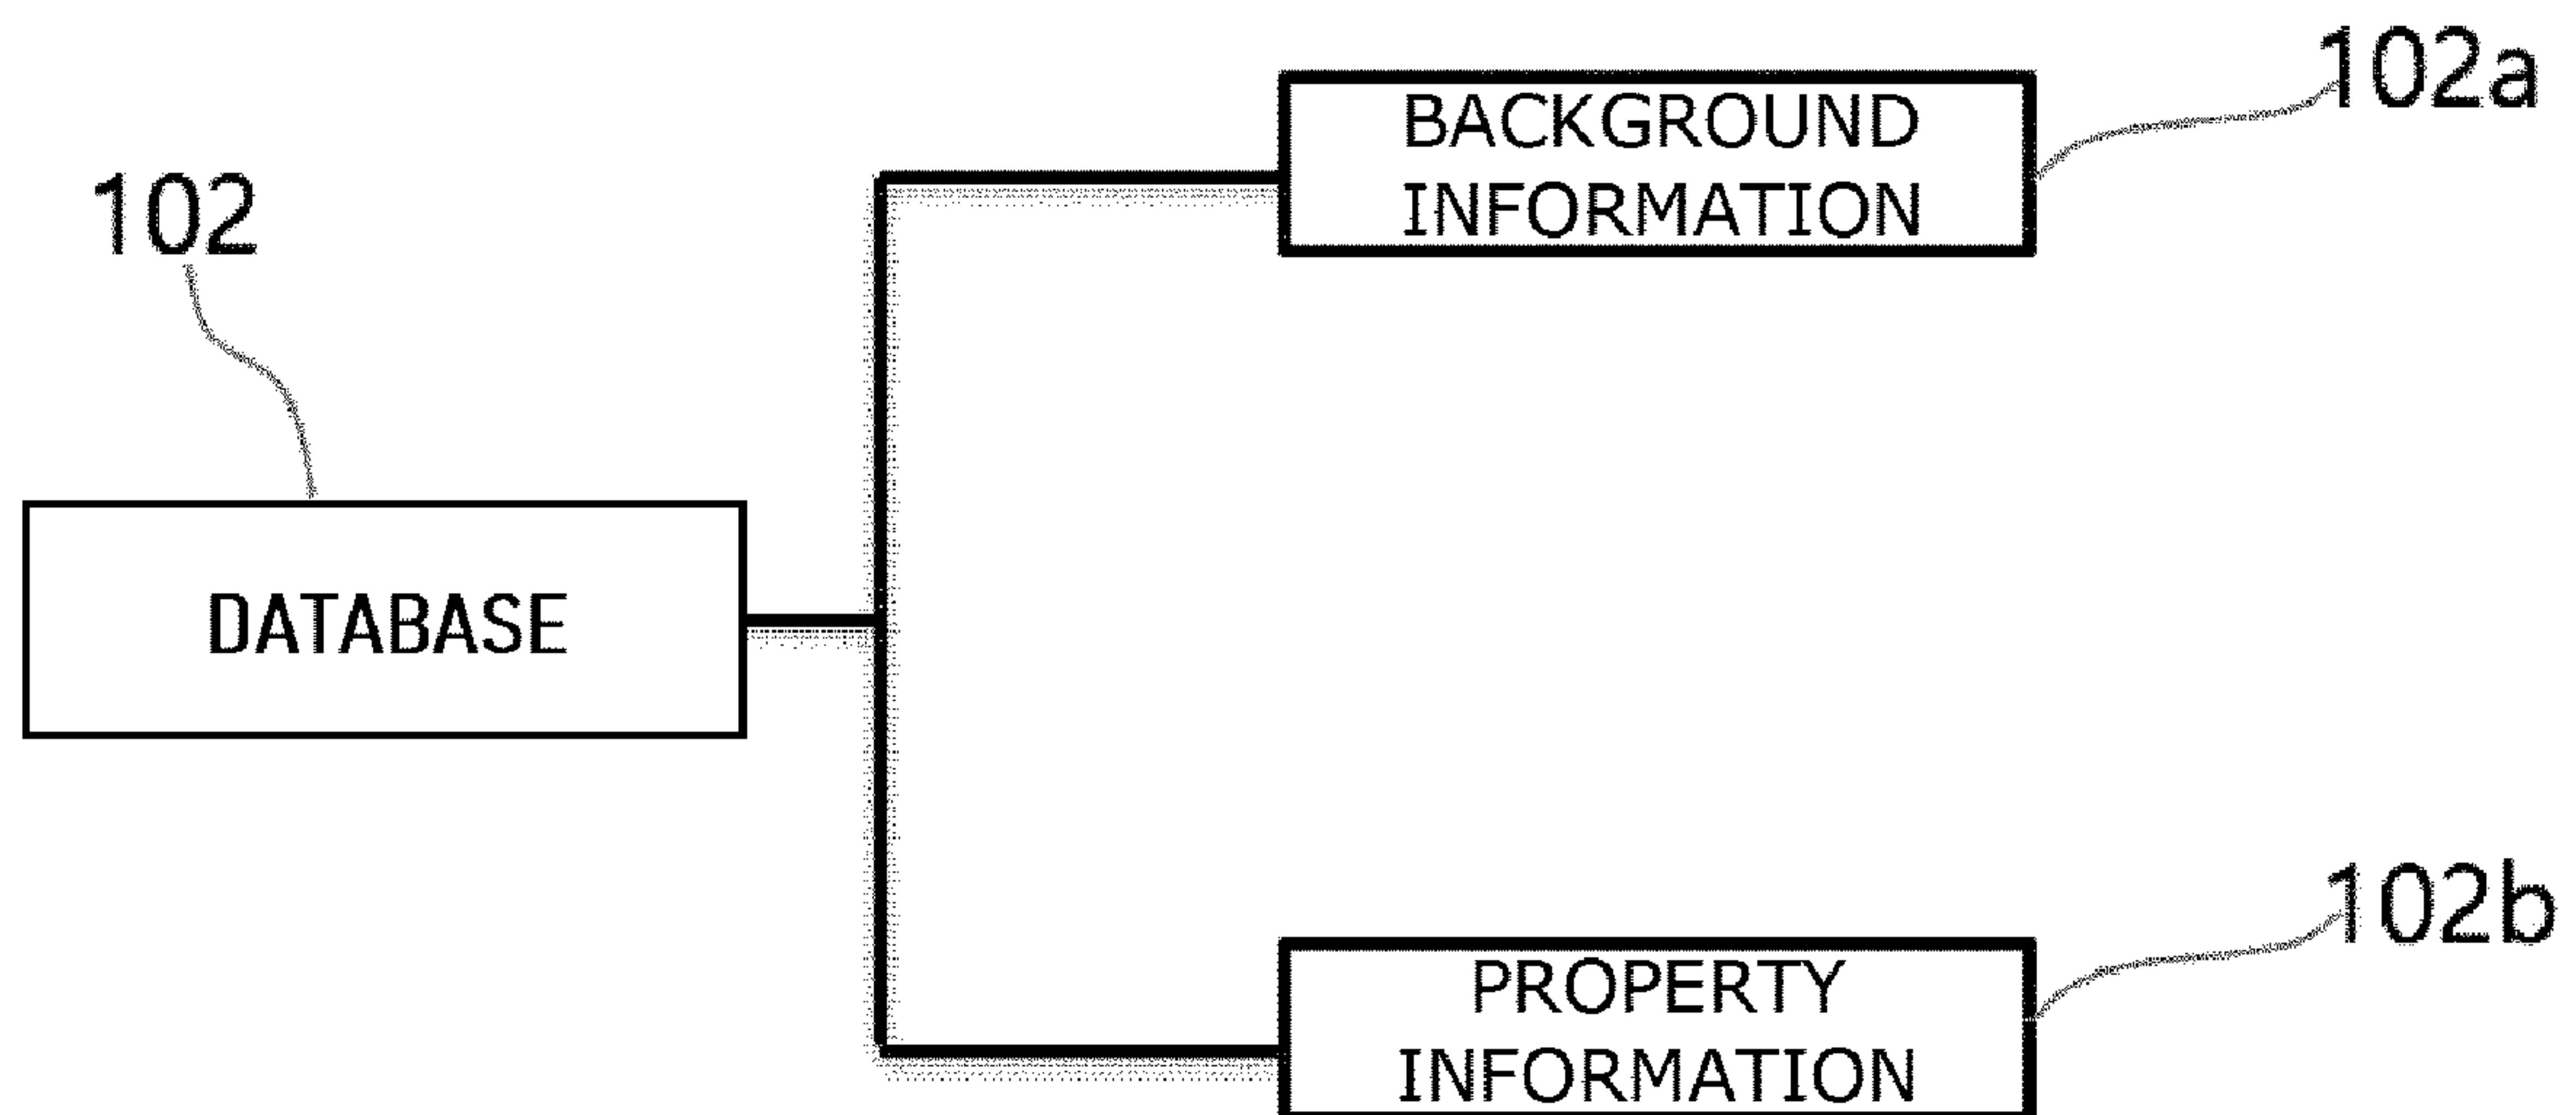 102a
BACKGROUND
INFORMATION
102
DATABASE
102b
PROPERTY
INFORMATION